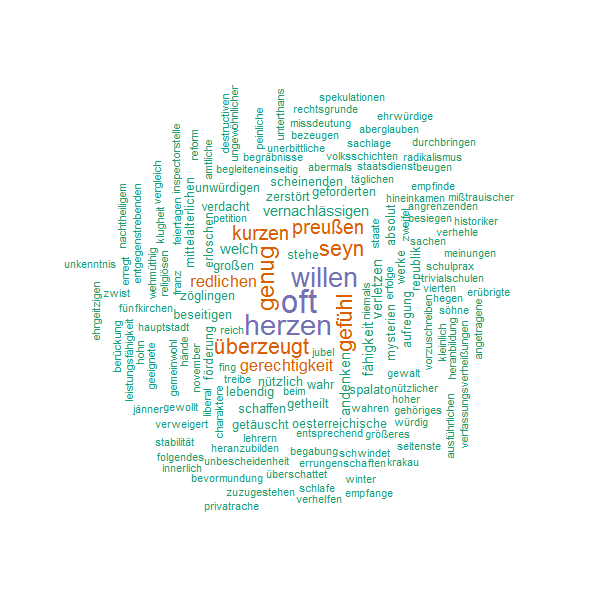 spekulationen
rechtsgrunde
ehrwürdige
missdeutung
aberglauben
bezeugen
durchbringen
sachlage
unerbittliche
volksschichten
radikalismus
begräbnisse
abermals
staatsdienst
beugen
begleiten
einseitig
täglichen
empfinde
scheinenden
geforderten
hineinkamen
mißtrauischer
unwürdigen
zerstört
angrenzenden
verdacht
vernachlässigen
besiegen
historiker
petition
preußen
verhehle
kurzen
seyn
sachen
welch
stehe
meinungen
großen
willen
schulprax
unkenntnis
redlichen
trivialschulen
zwist
zöglingen
oft
vierten
erübrigte
hegen
fünfkirchen
beseitigen
herzen
söhne
hauptstadt
reich
überzeugt
jubel
kleinlich
fing
gerechtigkeit
gewalt
treibe
nützlich
wahr
spalato
nützlicher
lebendig
beim
hoher
jänner
gewollt
schaffen
getheilt
wahren
gehöriges
verweigert
getäuscht
oesterreichische
würdig
lehrern
entsprechend
größeres
stabilität
heranzubilden
begabung
schwindet
seltenste
folgendes
unbescheidenheit
errungenschaften
krakau
innerlich
bevormundung
überschattet
winter
zuzugestehen
schlafe
empfange
verhelfen
privatrache
destructiven
ungewöhnlicher
peinliche
unterthans
reform
amtliche
inspectorstelle
feiertagen
vergleich
klugheit
mittelalterlichen
erloschen
nachtheiligem
entgegenstrebenden
erregt
wehmüthig
religiösen
franz
ehrgeitzigen
berückung
leistungsfähigkeit
hohn
geeignete
gemeinwohl
hände
november
förderung
liberal
charaktere
genug
gefühl
andenken
fähigkeit
niemals
verletzen
staate
absolut
zweifel
erfolge
werke
republik
mysterien
aufregung
vorzuschreiben
heranbildung
verfassungsverheißungen
angetragene
ausführlichen